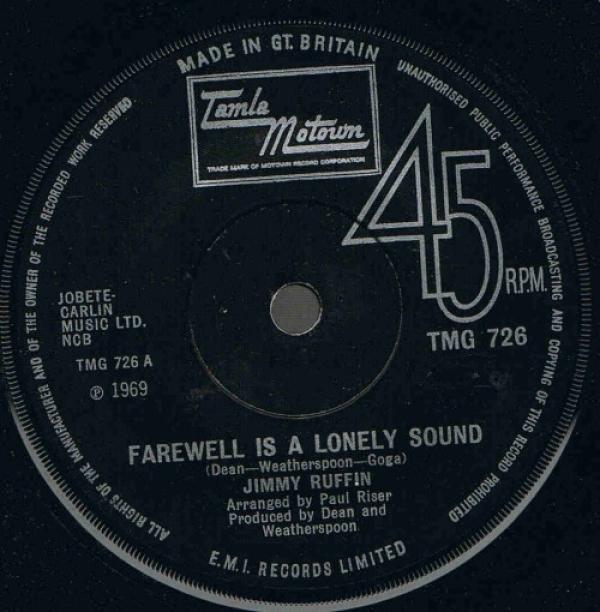 MADE IN GT. BRITAIN
UNAUTHORISED PUBLIC PERFORMANCE BROADCASTING AND COPYING OF THIS RECORD PROHIBITED
ALL RIGHTS OF THE MANUFACTURER AND OF THE OWNER OF THE RECORDED WORK RESERVED
Tamla
Motown
TRADE MARK OF MOTOWN RECORD CORPORATION
45
R.P.M.
TMG 726
JOBETE-
CARLIN
MUSIC LTD.
NCB
TMG 726 A
℗ 1969
FAREWELL IS A LONELY SOUND
(Dean—Weatherspoon—Goga)
JIMMY RUFFIN
Arranged by Paul Riser
Produced by Dean and
Weatherspoon
E.M.I. RECORDS LIMITED